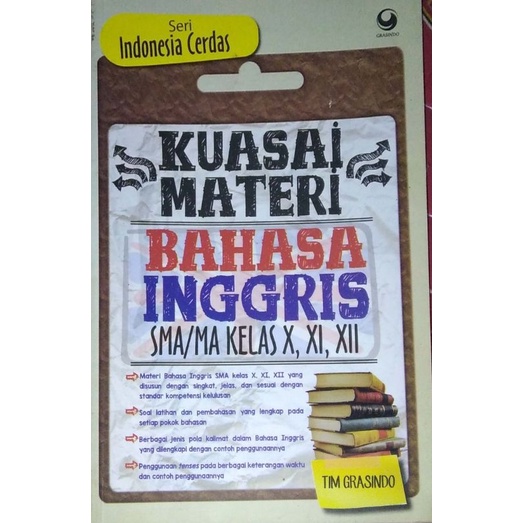 Seri
Indonesia Cerdas
GRASINDO
KUASAI
MATERI
BAHASA
INGGRIS
SMA/MA KELAS X, XI, XII
Materi Bahasa Inggris SMA kelas X, XI, XII yang
disusun dengan singkat, jelas, dan sesuai dengan
standar kompetensi kelulusan
Soal latihan dan pembahasan yang lengkap pada
setiap pokok bahasan
Berbagai jenis pola kalimat dalam Bahasa Inggris
yang dilengkapi dengan contoh penggunaannya
Penggunaan tenses pada berbagai keterangan waktu
dan contoh penggunaannya
TIM GRASINDO